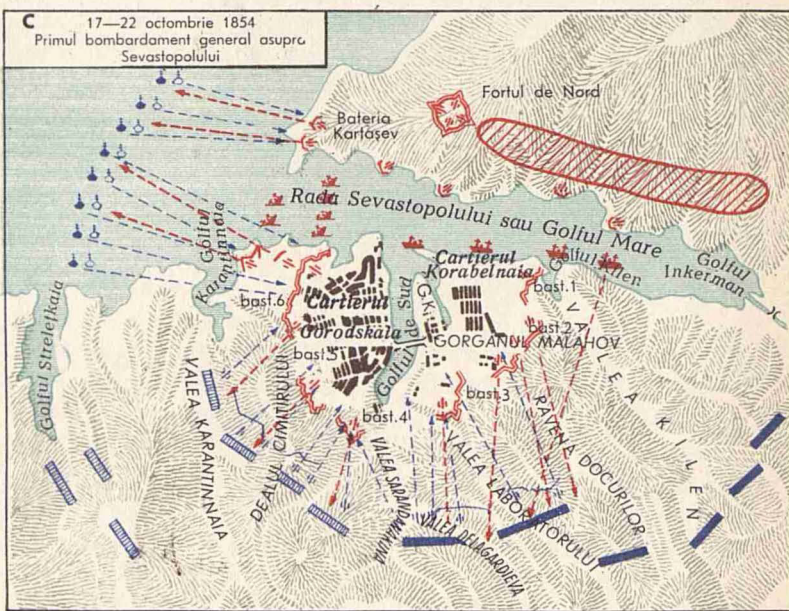 C
17—22 octombrie 1854
Primul bombardament general asupra
Sevastopolului
Fortul de Nord
Bateria
Kartașev
Rada Sevastopolului sau Golful Mare
Golful
Karantinnaia
Cartierul
Korabelnaia
Golful Kilen
Golful
Inkerman
Golful Strelețkaia
bast.6
Cartierul
Gorodskaia
Golful de Sud
bast.1
bast.2
GORGANUL MALAHOV
bast.5
bast.3
bast.4
VALEA KARANTINNAIA
DEALUL CIMITIRULUI
VALEA SARANDINAKINA
VALEA DELAGARDIEVA
VALEA LABORATORULUI
RAVENA DOCURILOR
VALEA KILEN